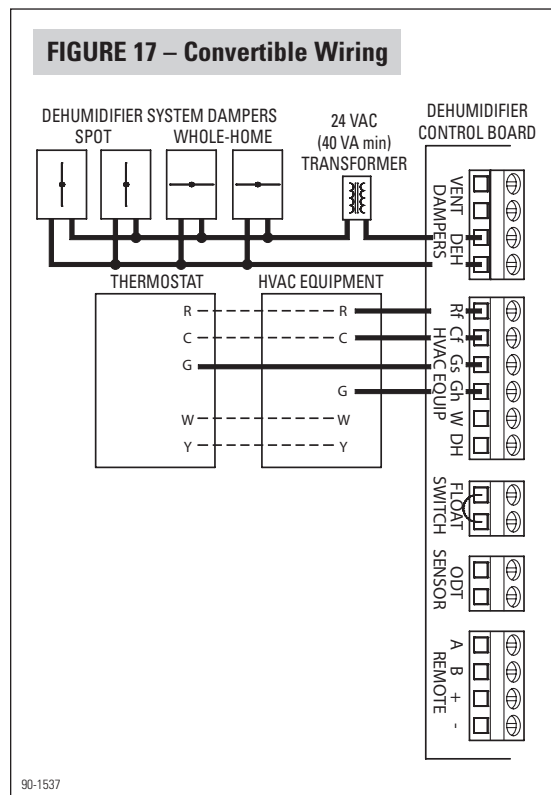 FIGURE 17 – Convertible Wiring
DEHUMIDIFIER SYSTEM DAMPERS
SPOT WHOLE-HOME
24 VAC
(40 VA min)
TRANSFORMER
DEHUMIDIFIER
CONTROL BOARD
VENT DEH
DAMPERS
THERMOSTAT
HVAC EQUIPMENT
R R
C C
G
G
W W
Y Y
Rf Cf Gs Gh W DH
HVAC EQUIP
FLOAT
SWITCH
ODT
SENSOR
A B + -
REMOTE
90-1537